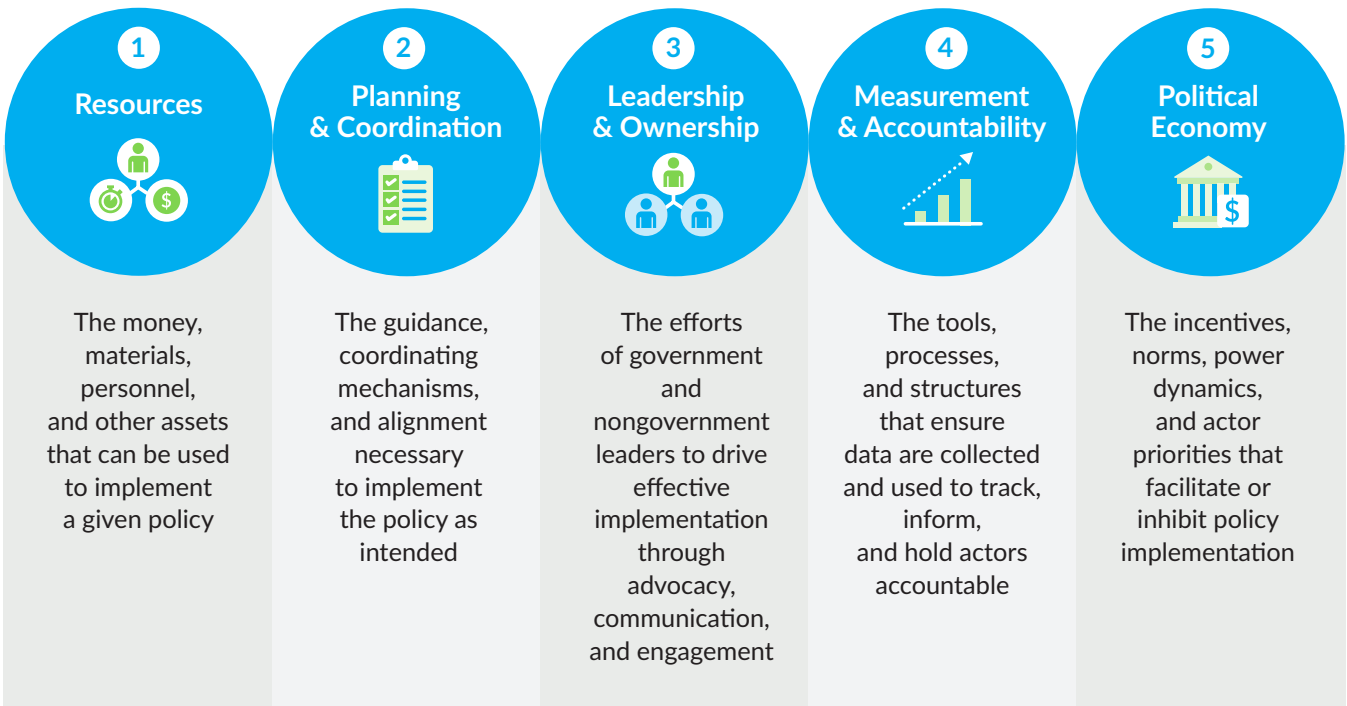 1
Resources
The money,
materials,
personnel,
and other assets
that can be used
to implement
a given policy
2
Planning
& Coordination
The guidance,
coordinating
mechanisms,
and alignment
necessary
to implement
the policy as
intended
3
Leadership
& Ownership
The efforts
of government
and
nongovernment
leaders to drive
effective
implementation
through
advocacy,
communication,
and engagement
4
Measurement
& Accountability
The tools,
processes,
and structures
that ensure
data are collected
and used to track,
inform,
and hold actors
accountable
5
Political
Economy
The incentives,
norms, power
dynamics,
and actor
priorities that
facilitate or
inhibit policy
implementation
$
$